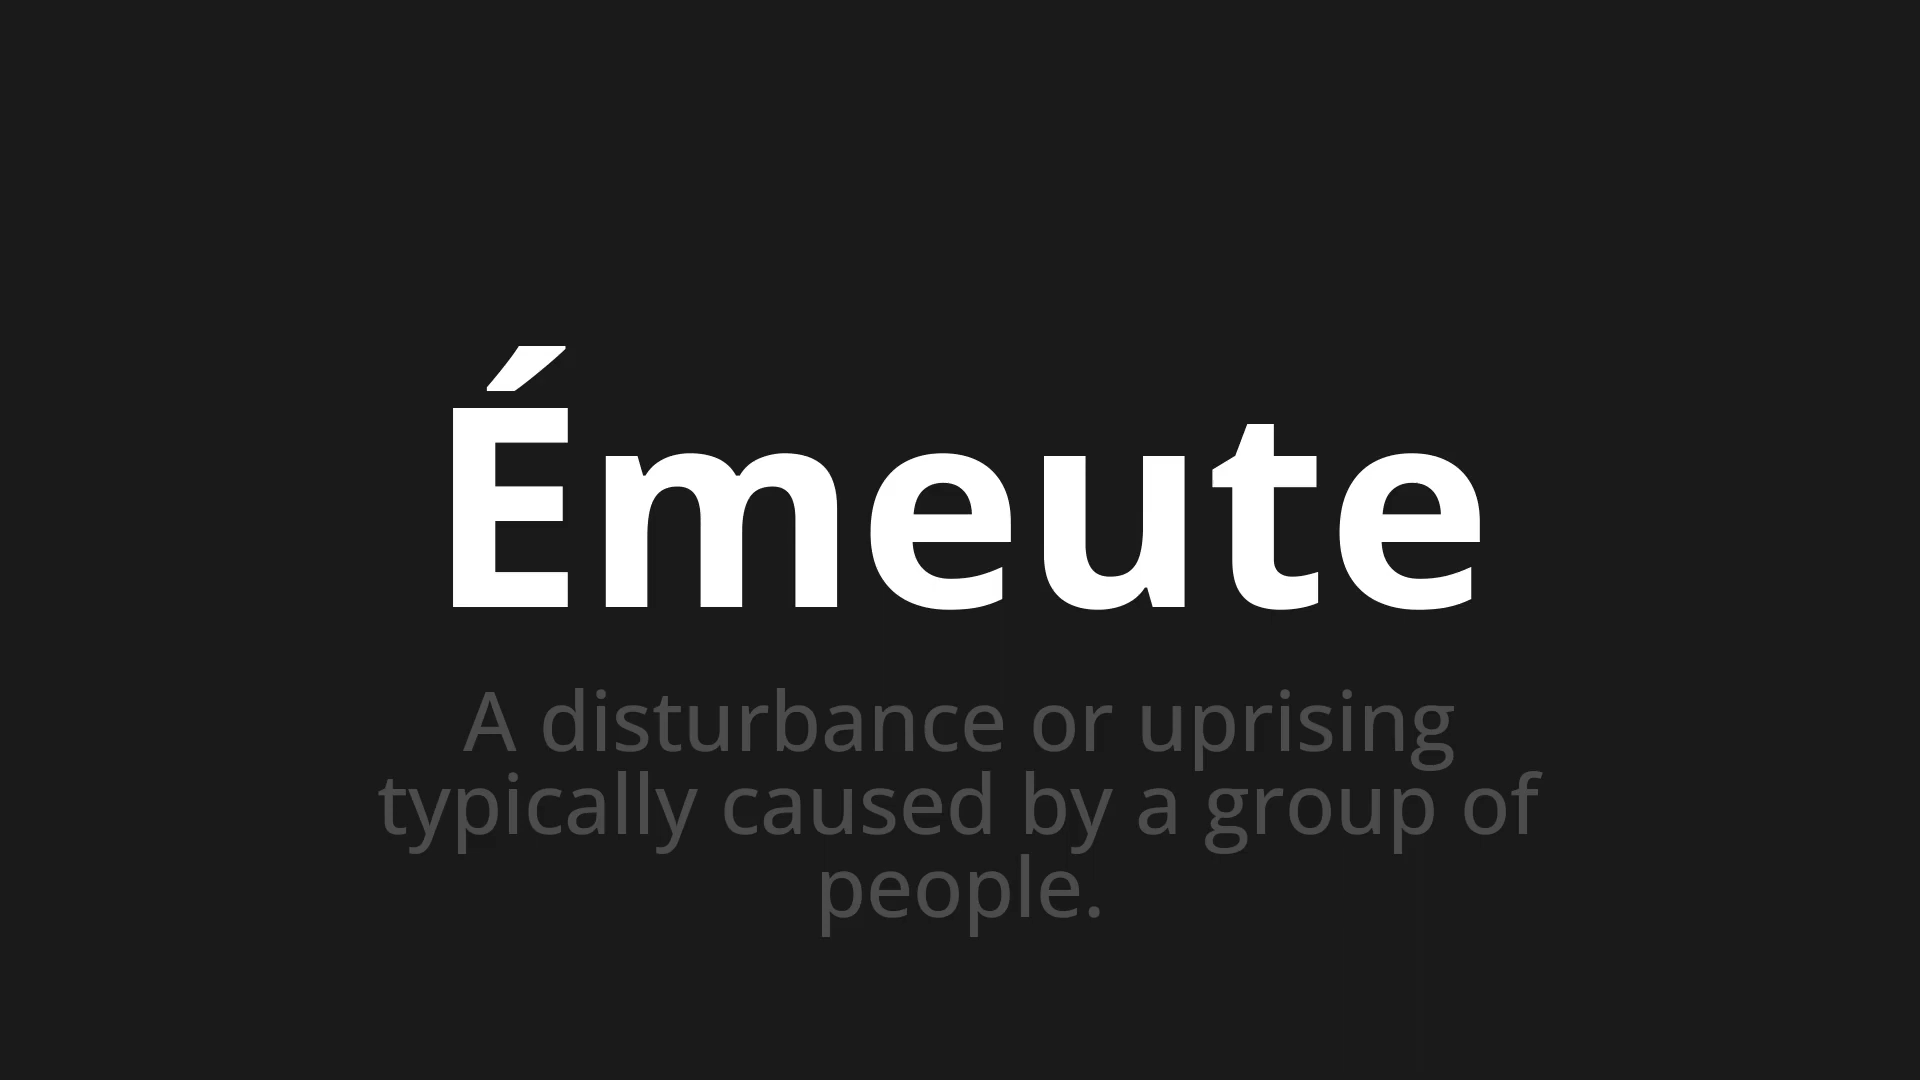 Émeute
A disturbance or uprising
typically caused by a group of
people.